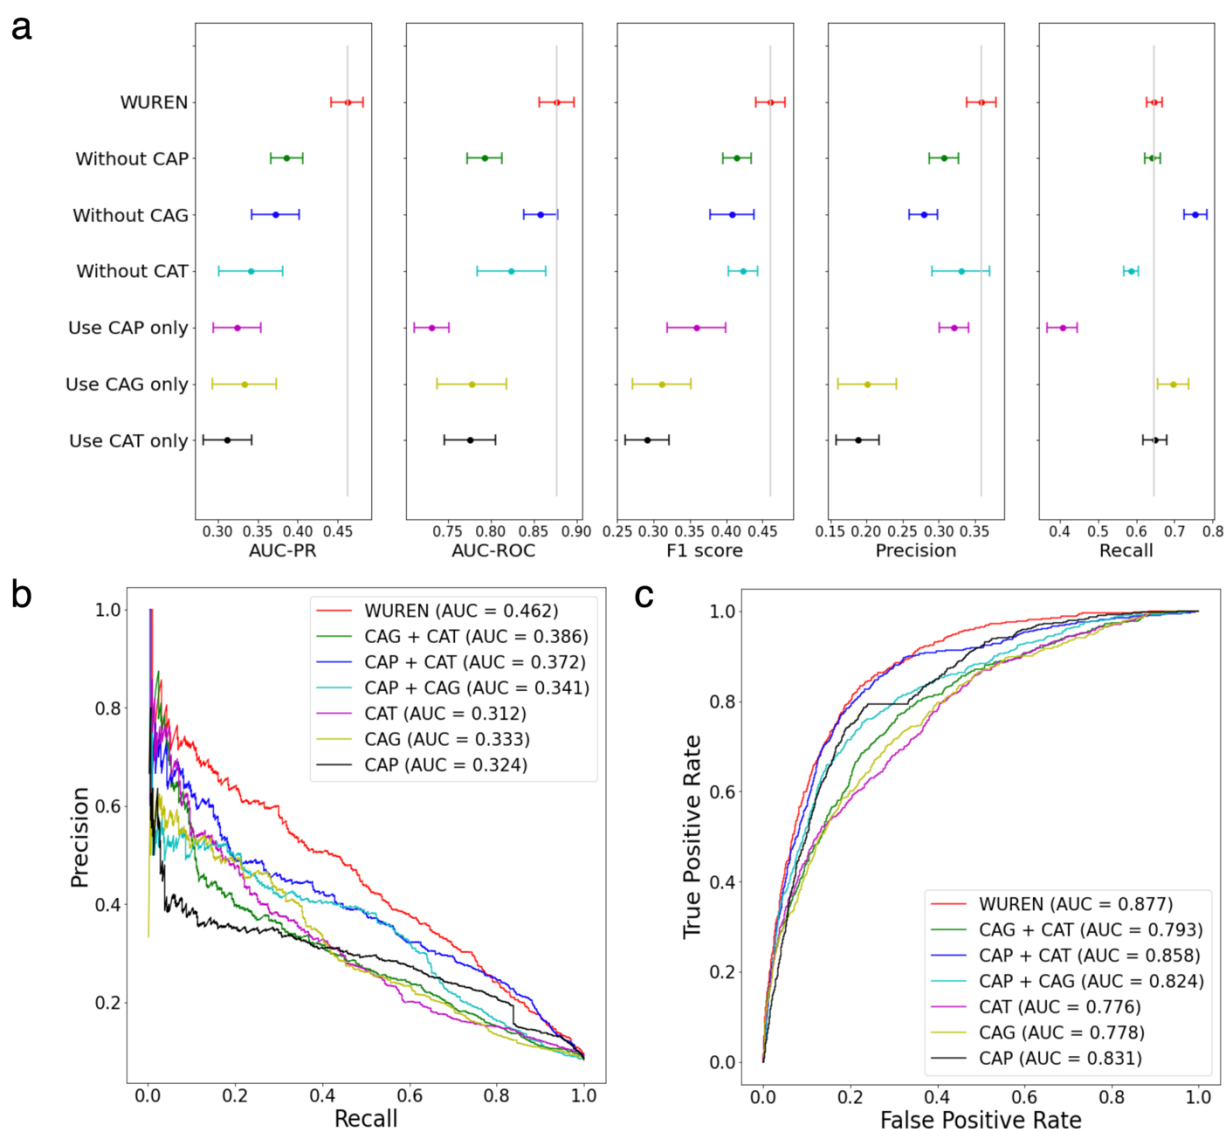 a
WUREN
Without CAP
Without CAG
Without CAT
Use CAP only
Use CAG only
Use CAT only
0.30 0.35 0.40 0.45
AUC-PR
0.75 0.80 0.85 0.90
AUC-ROC
0.25 0.30 0.35 0.40 0.45
F1 score
0.15 0.20 0.25 0.30 0.35
Precision
0.4 0.5 0.6 0.7 0.8
Recall
b
Precision
1.0
0.8
0.6
0.4
0.2
WUREN (AUC = 0.462)
CAG + CAT (AUC = 0.386)
CAP + CAT (AUC = 0.372)
CAP + CAG (AUC = 0.341)
CAT (AUC = 0.312)
CAG (AUC = 0.333)
CAP (AUC = 0.324)
0.0 0.2 0.4 0.6 0.8 1.0
Recall
c
True Positive Rate
1.0
0.8
0.6
0.4
0.2
0.0
WUREN (AUC = 0.877)
CAG + CAT (AUC = 0.793)
CAP + CAT (AUC = 0.858)
CAP + CAG (AUC = 0.824)
CAT (AUC = 0.776)
CAG (AUC = 0.778)
CAP (AUC = 0.831)
0.0 0.2 0.4 0.6 0.8 1.0
False Positive Rate